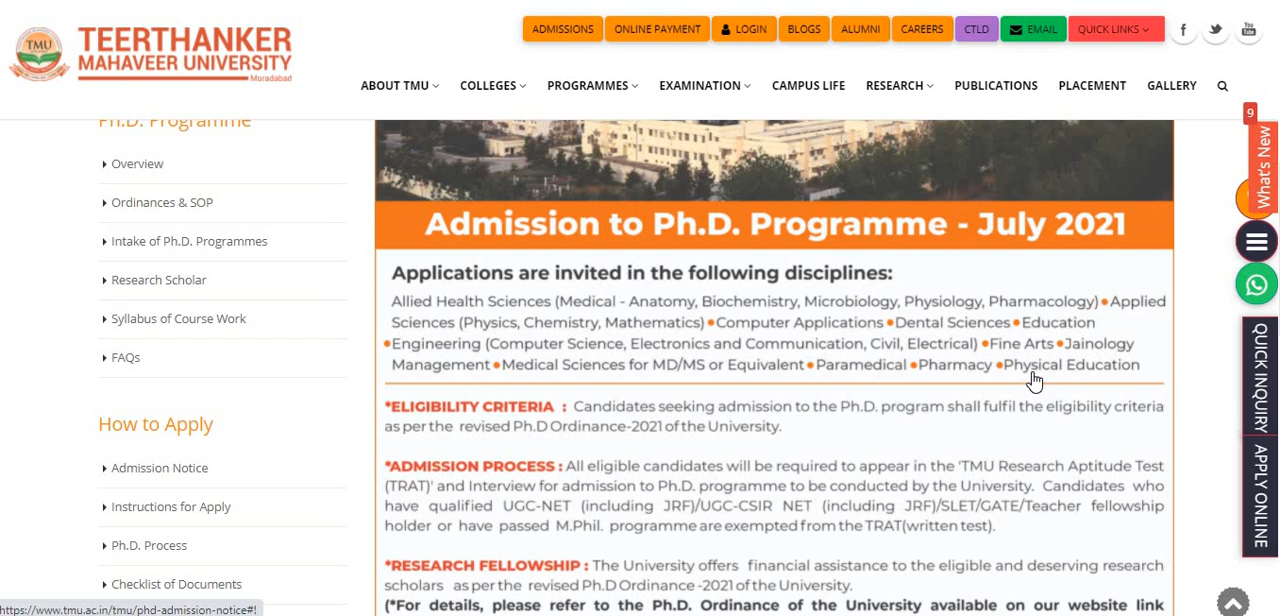 TMU
TEERTHANKER
MAHAVEER UNIVERSITY
Moradabad
ADMISSIONS
ONLINE PAYMENT
LOGIN
BLOGS
ALUMNI
CAREERS
CTLD
EMAIL
QUICK LINKS
You
Tube
ABOUT TMU
COLLEGES
PROGRAMMES
EXAMINATION
CAMPUS LIFE
RESEARCH
PUBLICATIONS
PLACEMENT
GALLERY
Ph.D. Programme
Overview
Ordinances & SOP
Intake of Ph.D. Programmes
Research Scholar
Syllabus of Course Work
FAQs
How to Apply
Admission Notice
Instructions for Apply
Ph.D. Process
Checklist of Documents
https://www.tmu.ac.in/tmu/phd-admission-notice#!
Admission to Ph.D. Programme - July 2021
Applications are invited in the following disciplines:
Allied Health Sciences (Medical - Anatomy, Biochemistry, Microbiology, Physiology, Pharmacology) •Applied
Sciences (Physics, Chemistry, Mathematics) •Computer Applications •Dental Sciences •Education
•Engineering (Computer Science, Electronics and Communication, Civil, Electrical) •Fine Arts •Jainology
Management •Medical Sciences for MD/MS or Equivalent •Paramedical •Pharmacy •Physical Education
*ELIGIBILITY CRITERIA : Candidates seeking admission to the Ph.D. program shall fulfil the eligibility criteria
as per the revised Ph.D Ordinance-2021 of the University.
*ADMISSION PROCESS : All eligible candidates will be required to appear in the 'TMU Research Aptitude Test
(TRAT)' and Interview for admission to Ph.D. programme to be conducted by the University. Candidates who
have qualified UGC-NET (including JRF)/UGC-CSIR NET (including JRF)/SLET/GATE/Teacher fellowship
holder or have passed M.Phil. programme are exempted from the TRAT(written test).
*RESEARCH FELLOWSHIP : The University offers financial assistance to the eligible and deserving research
scholars as per the revised Ph.D Ordinance -2021 of the University.
(*For details, please refer to the Ph.D. Ordinance of the University available on our website link
9
What's New
QUICK INQUIRY
APPLY ONLINE